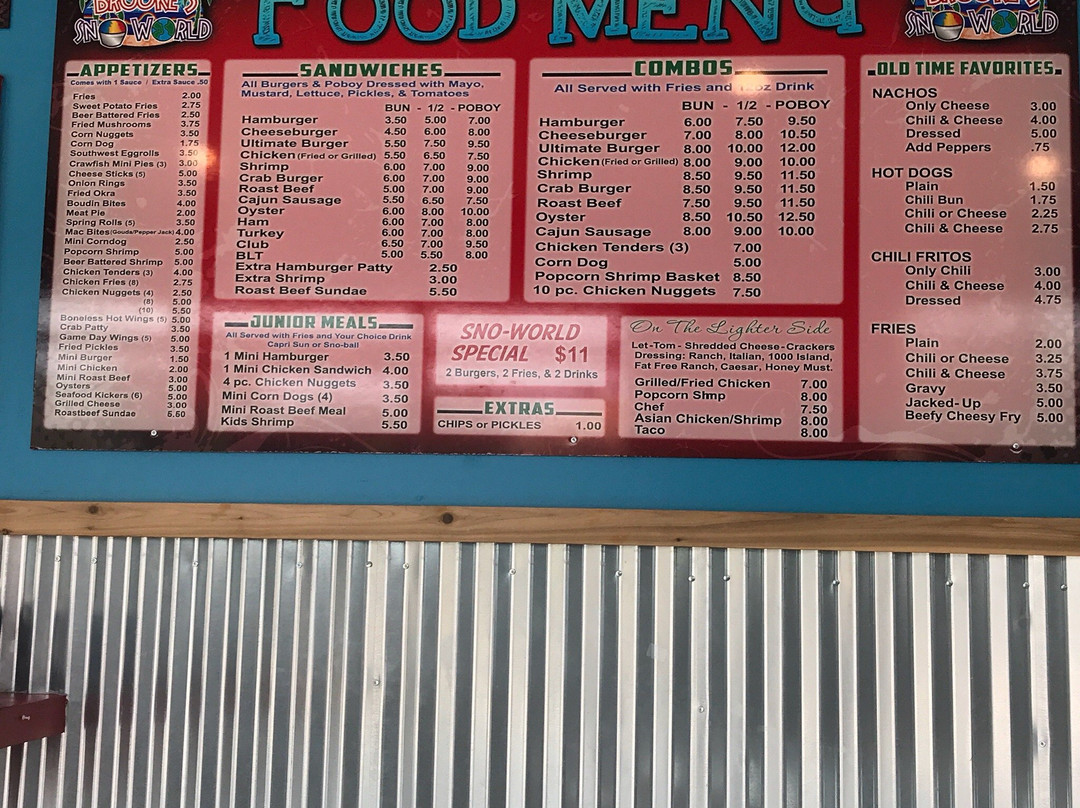 BROOKE'S
SNO WORLD
FOOD MENU
BROOKE'S
SNO WORLD
APPETIZERS
Comes with 1 Sauce / Extra Sauce .50
Fries 2.00
Sweet Potato Fries 2.75
Beer Battered Fries 2.50
Fried Mushrooms 3.75
Corn Nuggets 3.50
Corn Dog 1.75
Southwest Eggrolls 3.50
Crawfish Mini Pies (3) 3.00
Cheese Sticks (5) 5.00
Onion Rings 3.50
Fried Okra 3.50
Boudin Bites 4.00
Meat Pie 2.00
Spring Rolls (5) 3.50
Mac Bites(Gouda/Pepper Jack) 4.00
Mini Corndog 2.50
Popcorn Shrimp 5.00
Beer Battered Shrimp 5.00
Chicken Tenders (3) 4.00
Chicken Fries (8) 2.75
Chicken Nuggets (4) 2.50
(8) 5.00
(10) 5.50
Boneless Hot Wings (5) 5.00
Crab Patty 3.50
Game Day Wings (5) 5.00
Fried Pickles 3.50
Mini Burger 1.50
Mini Chicken 2.00
Mini Roast Beef 3.00
Oysters 5.00
Seafood Kickers (6) 5.00
Grilled Cheese 3.00
Roastbeef Sundae 5.50
SANDWICHES
All Burgers & Poboy Dressed with Mayo,
Mustard, Lettuce, Pickles, & Tomatoes
BUN - 1/2 - POBOY
Hamburger 3.50 5.00 7.00
Cheeseburger 4.50 6.00 8.00
Ultimate Burger 5.50 7.50 9.50
Chicken (Fried or Grilled) 5.50 6.50 7.50
Shrimp 6.00 7.00 9.00
Crab Burger 6.00 7.00 9.00
Roast Beef 5.00 7.00 9.00
Cajun Sausage 5.50 6.50 7.50
Oyster 6.00 8.00 10.00
Ham 6.00 7.00 8.00
Turkey 6.00 7.00 8.00
Club 6.50 7.00 9.50
BLT 5.00 5.50 8.00
Extra Hamburger Patty 2.50
Extra Shrimp 3.00
Roast Beef Sundae 5.50
COMBOS
All Served with Fries and oz Drink
BUN - 1/2 - POBOY
Hamburger 6.00 7.50 9.50
Cheeseburger 7.00 8.00 10.50
Ultimate Burger 8.00 10.00 12.00
Chicken (Fried or Grilled) 8.00 9.00 10.00
Shrimp 8.50 9.50 11.50
Crab Burger 8.50 9.50 11.50
Roast Beef 7.50 9.50 11.50
Oyster 8.50 10.50 12.50
Cajun Sausage 8.00 9.00 10.00
Chicken Tenders (3) 7.00
Corn Dog 5.00
Popcorn Shrimp Basket 8.50
10 pc. Chicken Nuggets 7.50
OLD TIME FAVORITES
NACHOS
Only Cheese 3.00
Chili & Cheese 4.00
Dressed 5.00
Add Peppers .75
HOT DOGS
Plain 1.50
Chili Bun 1.75
Chili or Cheese 2.25
Chili & Cheese 2.75
CHILI FRITOS
Only Chili 3.00
Chili & Cheese 4.00
Dressed 4.75
FRIES
Plain 2.00
Chili or Cheese 3.25
Chili & Cheese 3.75
Gravy 3.50
Jacked-Up 5.00
Beefy Cheesy Fry 5.00
JUNIOR MEALS
All Served with Fries and Your Choice Drink
Capri Sun or Sno-ball
1 Mini Hamburger 3.50
1 Mini Chicken Sandwich 4.00
4 pc. Chicken Nuggets 3.50
Mini Corn Dogs (4) 3.50
Mini Roast Beef Meal 5.00
Kids Shrimp 5.50
SNO-WORLD
SPECIAL $11
2 Burgers, 2 Fries, & 2 Drinks
EXTRAS
CHIPS or PICKLES 1.00
On The Lighter Side
Let-Tom-Shredded Cheese-Crackers
Dressing: Ranch, Italian, 1000 Island,
Fat Free Ranch, Caesar, Honey Must.
Grilled/Fried Chicken 7.00
Popcorn Shmp 8.00
Chef 7.50
Asian Chicken/Shrimp 8.00
Taco 8.00